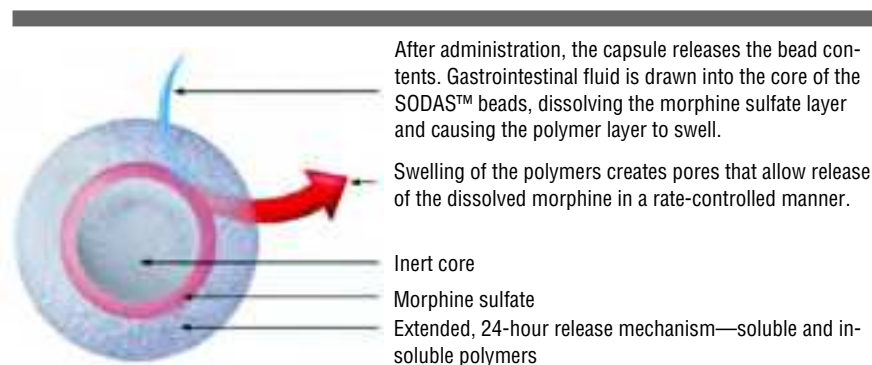 After administration, the capsule releases the bead con-
tents. Gastrointestinal fluid is drawn into the core of the
SODAS™ beads, dissolving the morphine sulfate layer
and causing the polymer layer to swell.
Swelling of the polymers creates pores that allow release
of the dissolved morphine in a rate-controlled manner.
Inert core
Morphine sulfate
Extended, 24-hour release mechanism—soluble and in-
soluble polymers